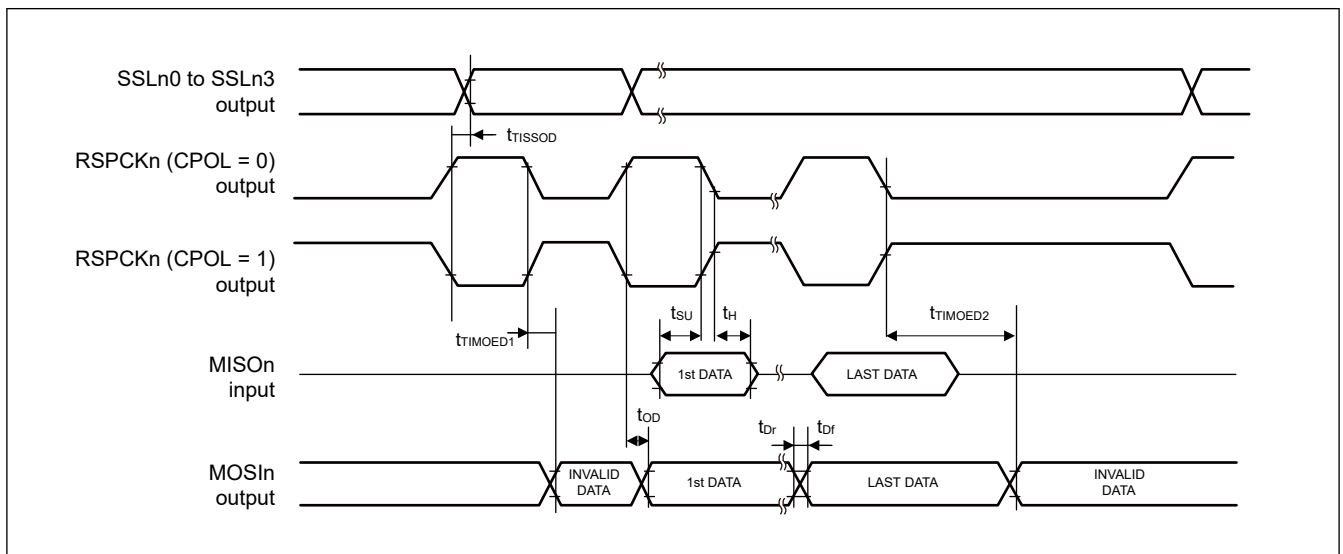 SSLn0 to SSLn3
output
tTISSOD
RSPCKn (CPOL = 0)
output
RSPCKn (CPOL = 1)
output
tSU
tH
tTIMOED2
tTIMOED1
MISOn
input
1st DATA
LAST DATA
tOD
tDr
tDf
MOSIn
output
INVALID
DATA
1st DATA
LAST DATA
INVALID
DATA